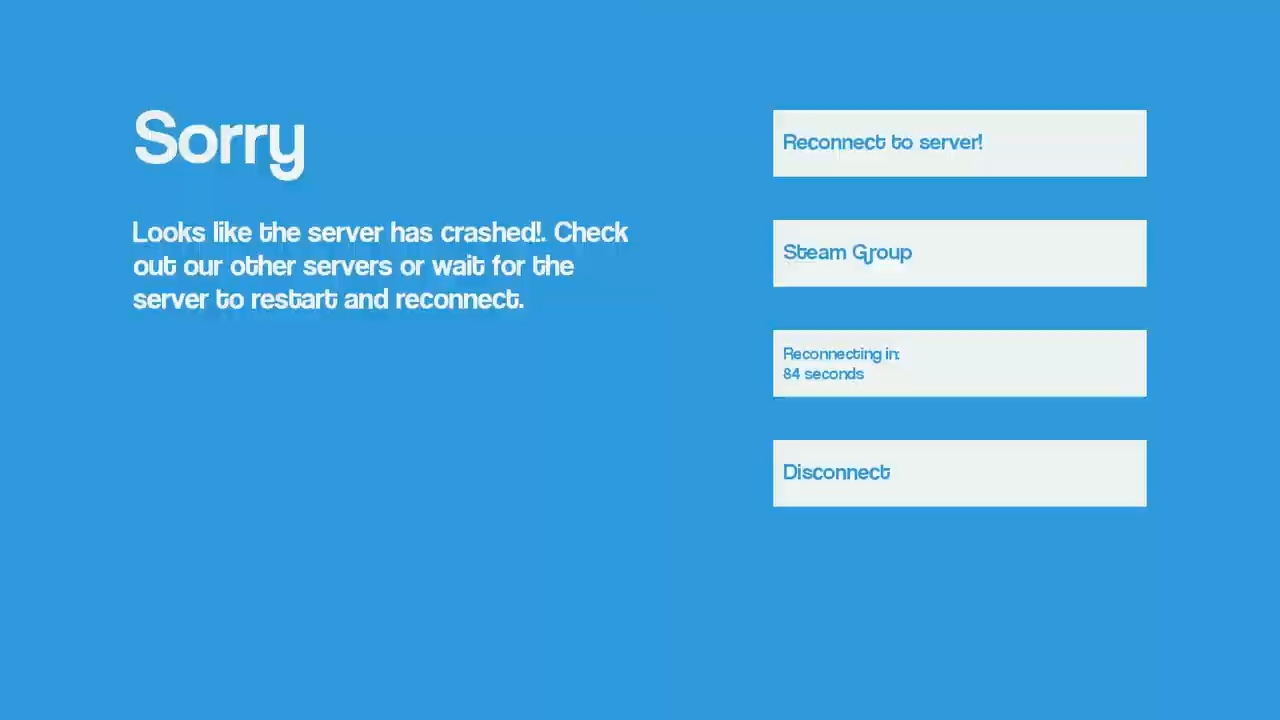 Sorry
Looks like the server has crashed!. Check
out our other servers or wait for the
server to restart and reconnect.
Reconnect to server!
Steam Group
Reconnecting in:
84 seconds
Disconnect